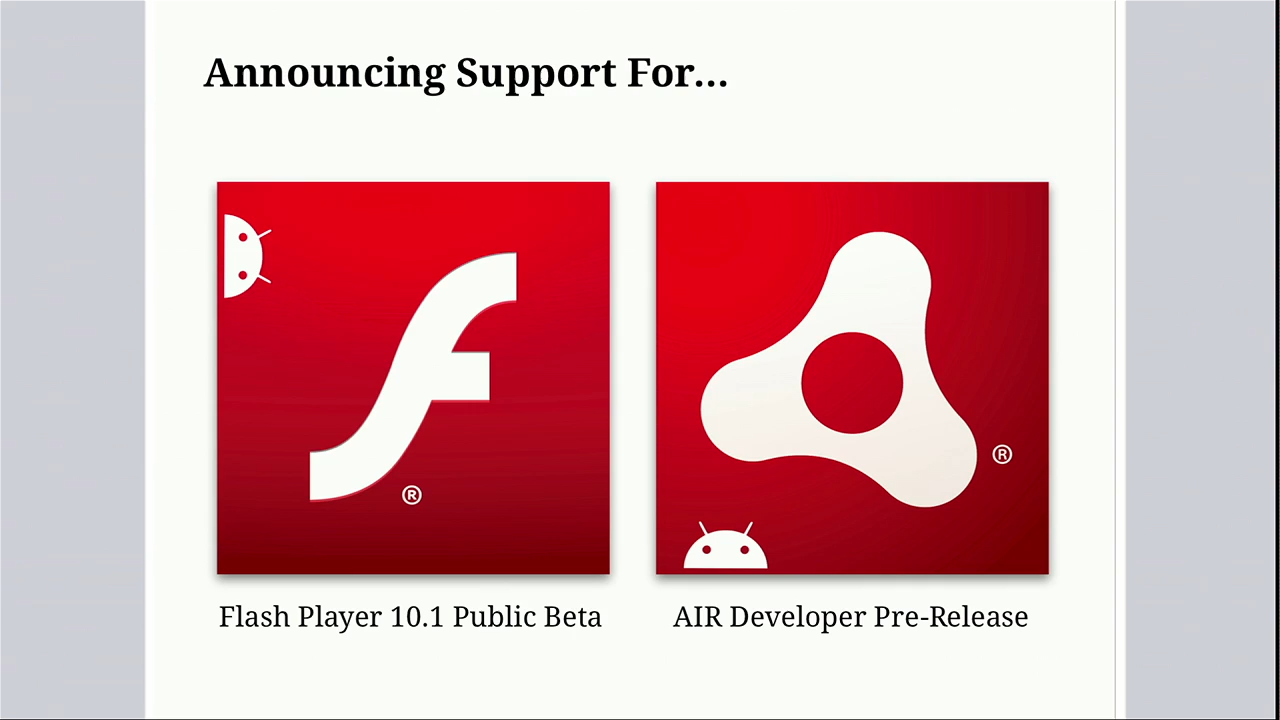 Announcing Support For...
®
®
Flash Player 10.1 Public Beta
AIR Developer Pre-Release